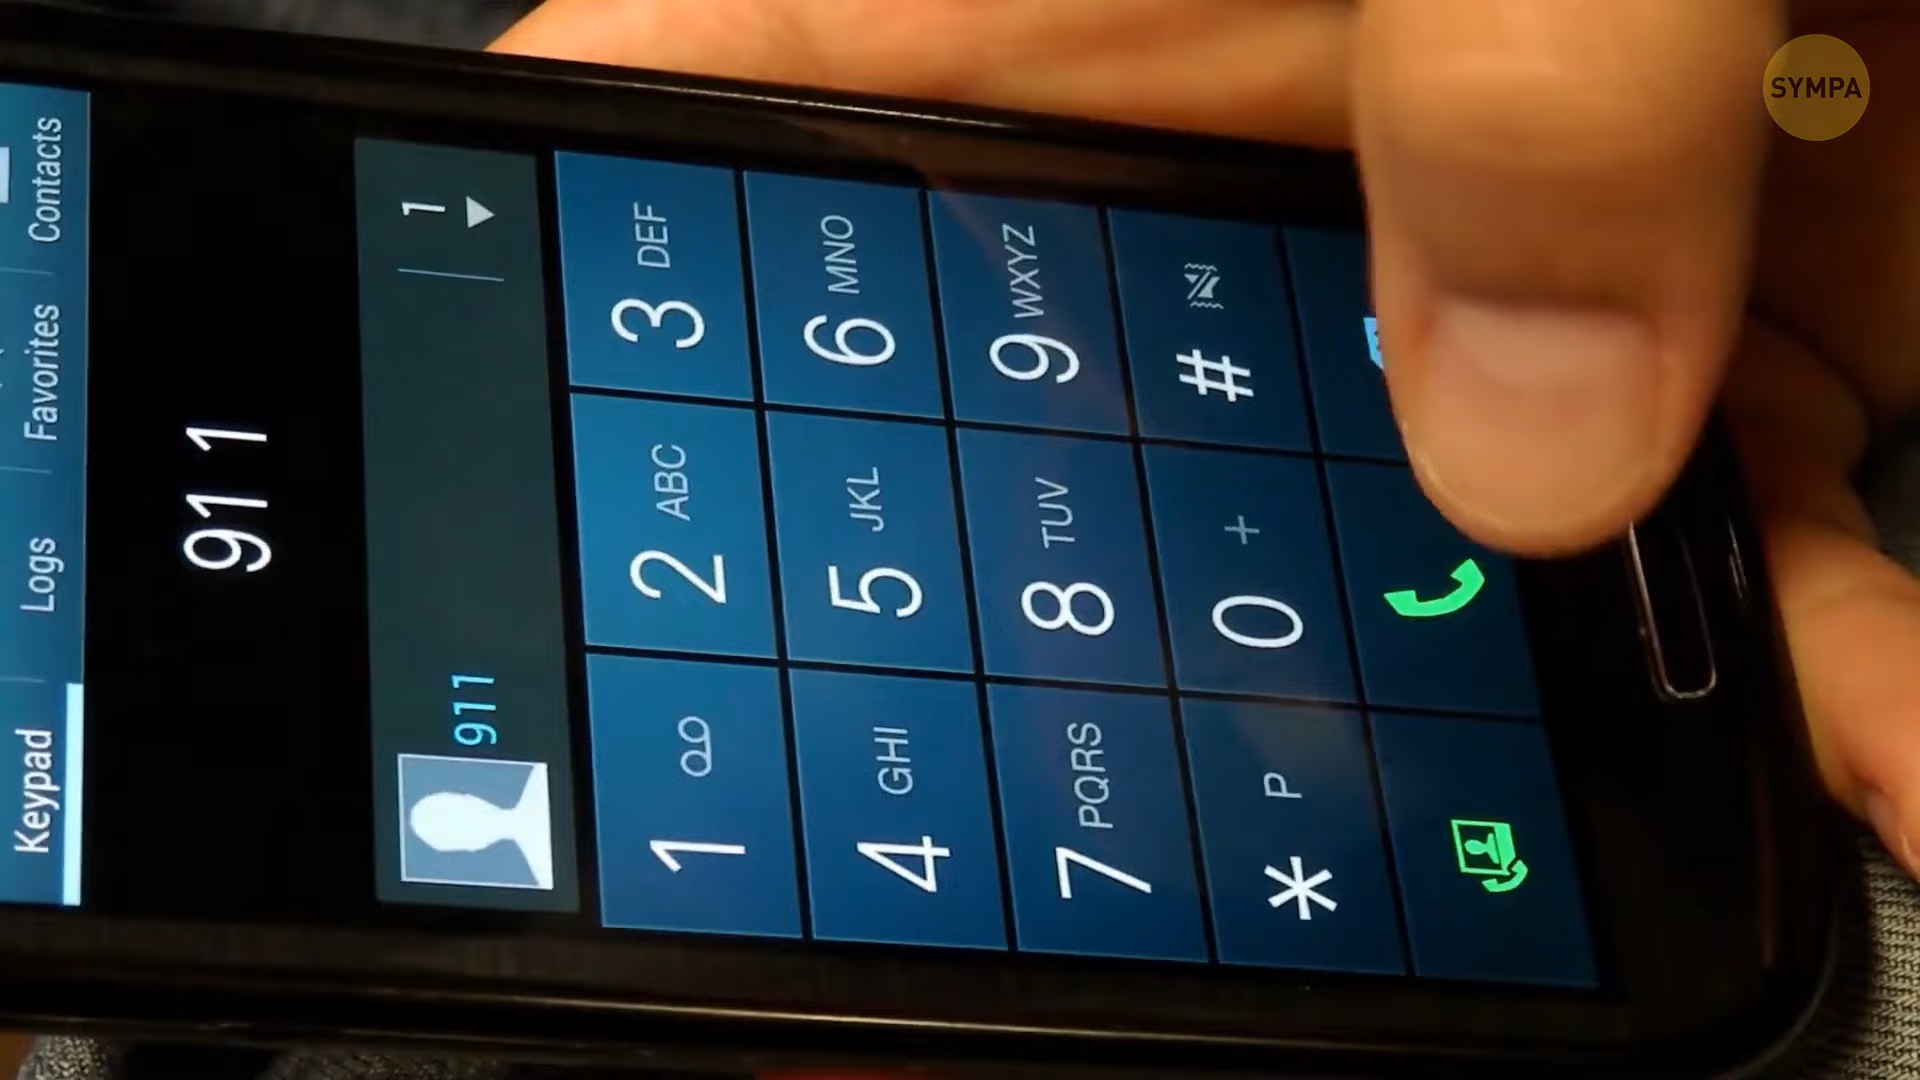 SYMPA
Keypad Logs Favorites Contacts
911
911 1
1 2 ABC 3 DEF
4 GHI 5 JKL 6 MNO
7 PQRS 8 TUV 9 WXYZ
* P 0 + #